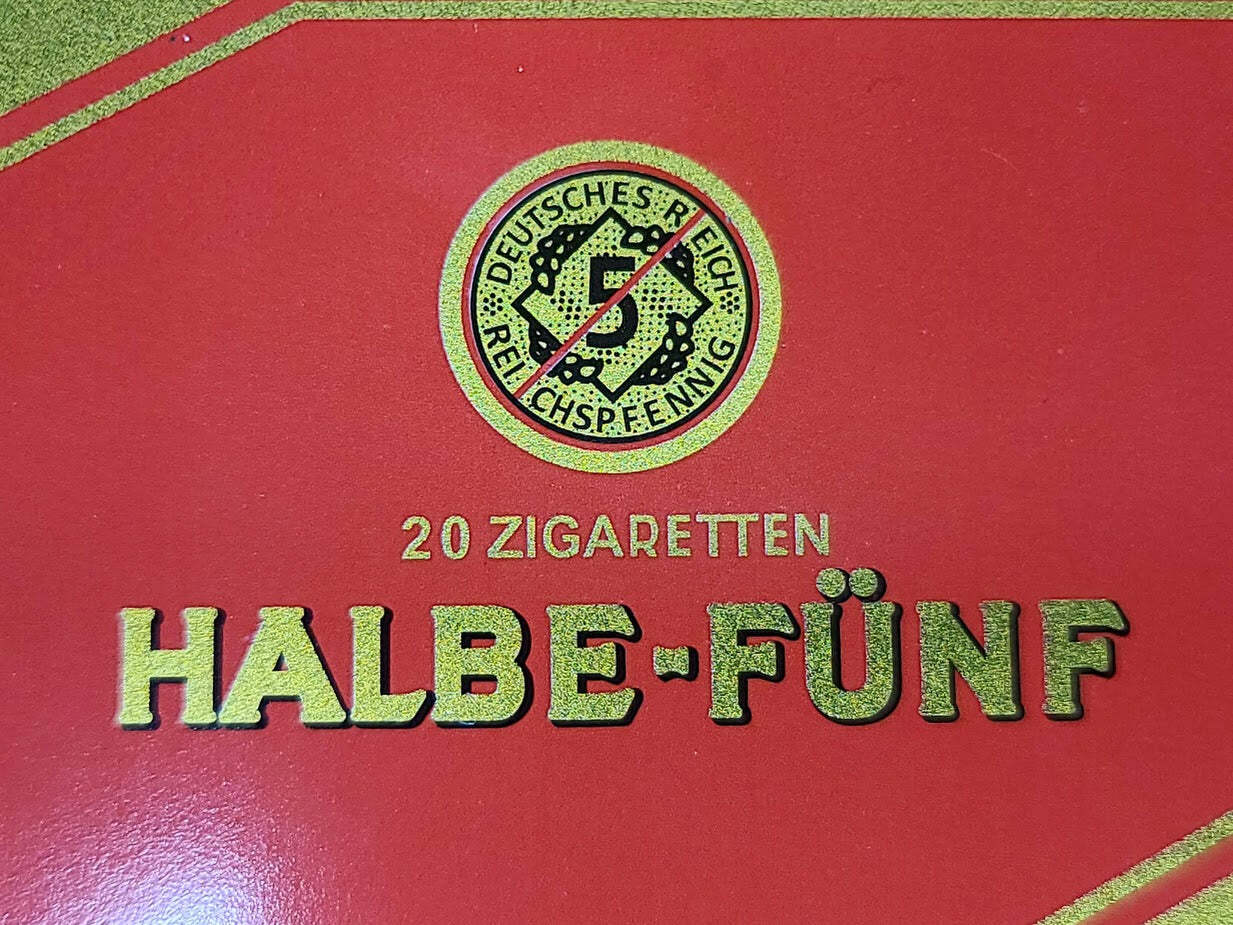 DEUTSCHES REICH
5
REICHSPFENNIG
20 ZIGARETTEN
HALBE-FÜNF